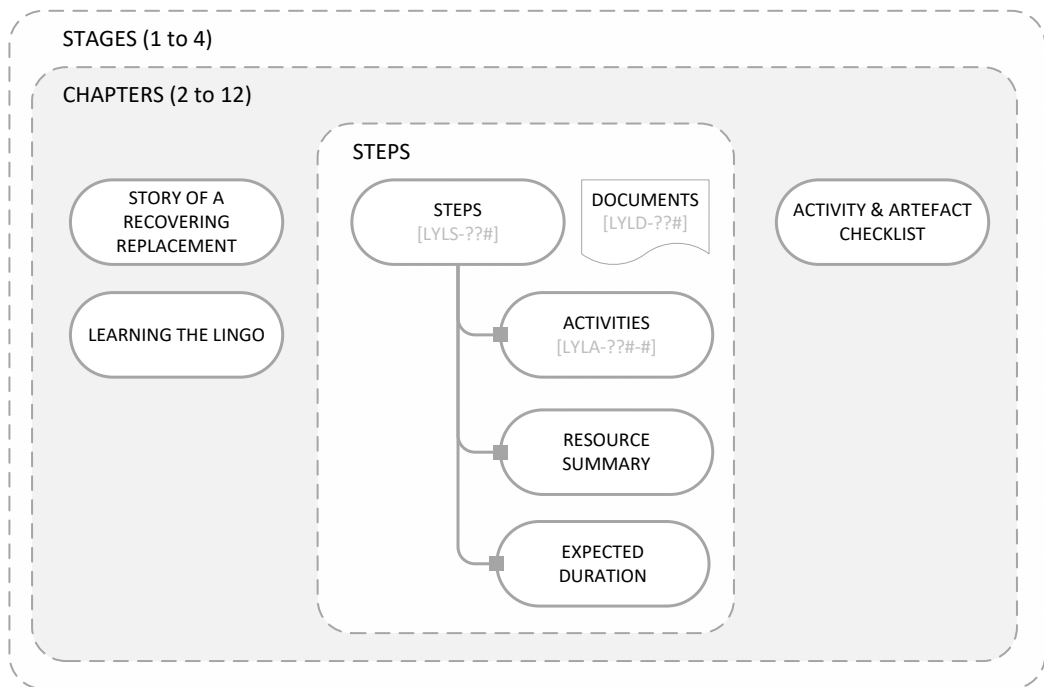 STAGES (1 to 4)
CHAPTERS (2 to 12)
STORY OF A
RECOVERING
REPLACEMENT
LEARNING THE LINGO
STEPS
STEPS
[LYLS-??#]
DOCUMENTS
[LYLD-??#]
ACTIVITIES
[LYLA-??#-#]
RESOURCE
SUMMARY
EXPECTED
DURATION
ACTIVITY & ARTEFACT
CHECKLIST